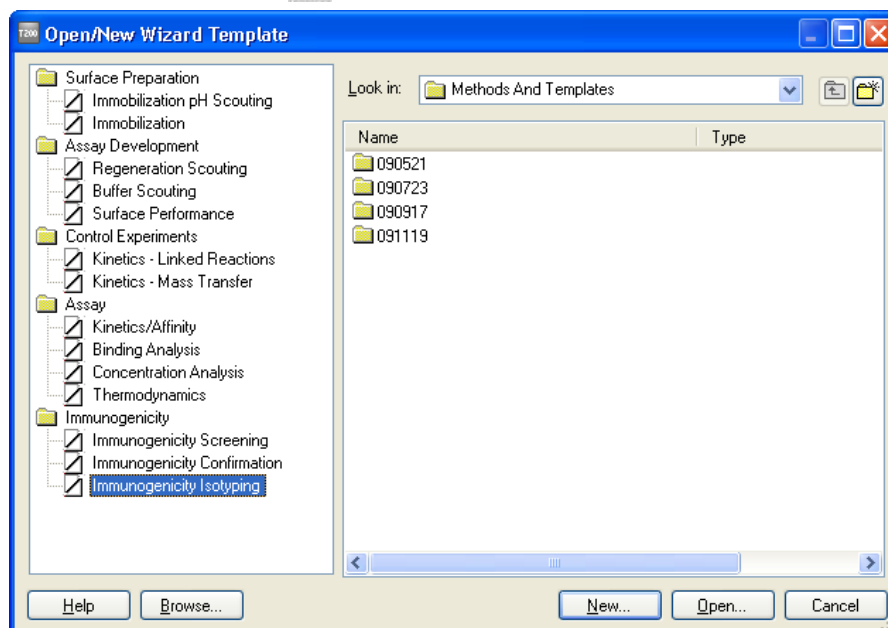 T200 Open/New Wizard Template
Surface Preparation
Immobilization pH Scouting
Immobilization
Assay Development
Regeneration Scouting
Buffer Scouting
Surface Performance
Control Experiments
Kinetics - Linked Reactions
Kinetics - Mass Transfer
Assay
Kinetics/Affinity
Binding Analysis
Concentration Analysis
Thermodynamics
Immunogenicity
Immunogenicity Screening
Immunogenicity Confirmation
Immunogenicity Isotyping
Look in: Methods And Templates
Name Type
090521
090723
090917
091119
Help Browse... New... Open... Cancel